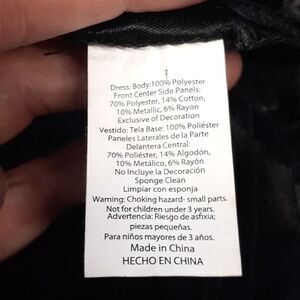 Dress: Body:100% Polyester
Front Center Side Panels:
70% Polyester, 14% Cotton,
10% Metallic, 6% Rayon
Exclusive of Decoration
Vestido: Tela Base: 100% Poliéster
Paneles Laterales de la Parte
Delantera Central:
70% Poliéster, 14% Algodón,
10% Metálico, 6% Rayón
No Incluye la Decoración
Sponge Clean
Limpiar con esponja
Warning: Choking hazard- small parts.
Not for children under 3 years.
Advertencia: Riesgo de asfixia;
piezas pequeñas.
Para niños mayores de 3 años.
Made in China
HECHO EN CHINA